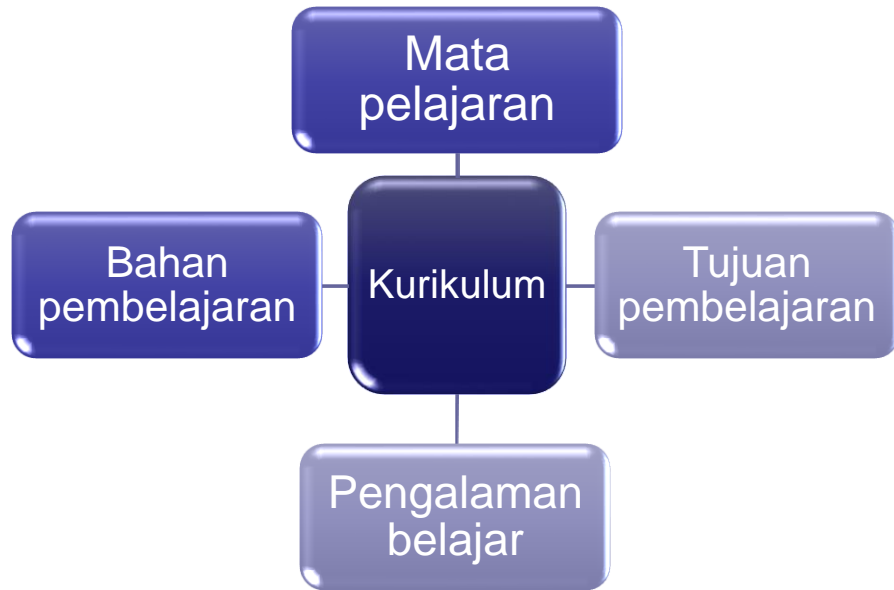 Mata
pelajaran
Bahan
pembelajaran
Kurikulum
Tujuan
pembelajaran
Pengalaman
belajar